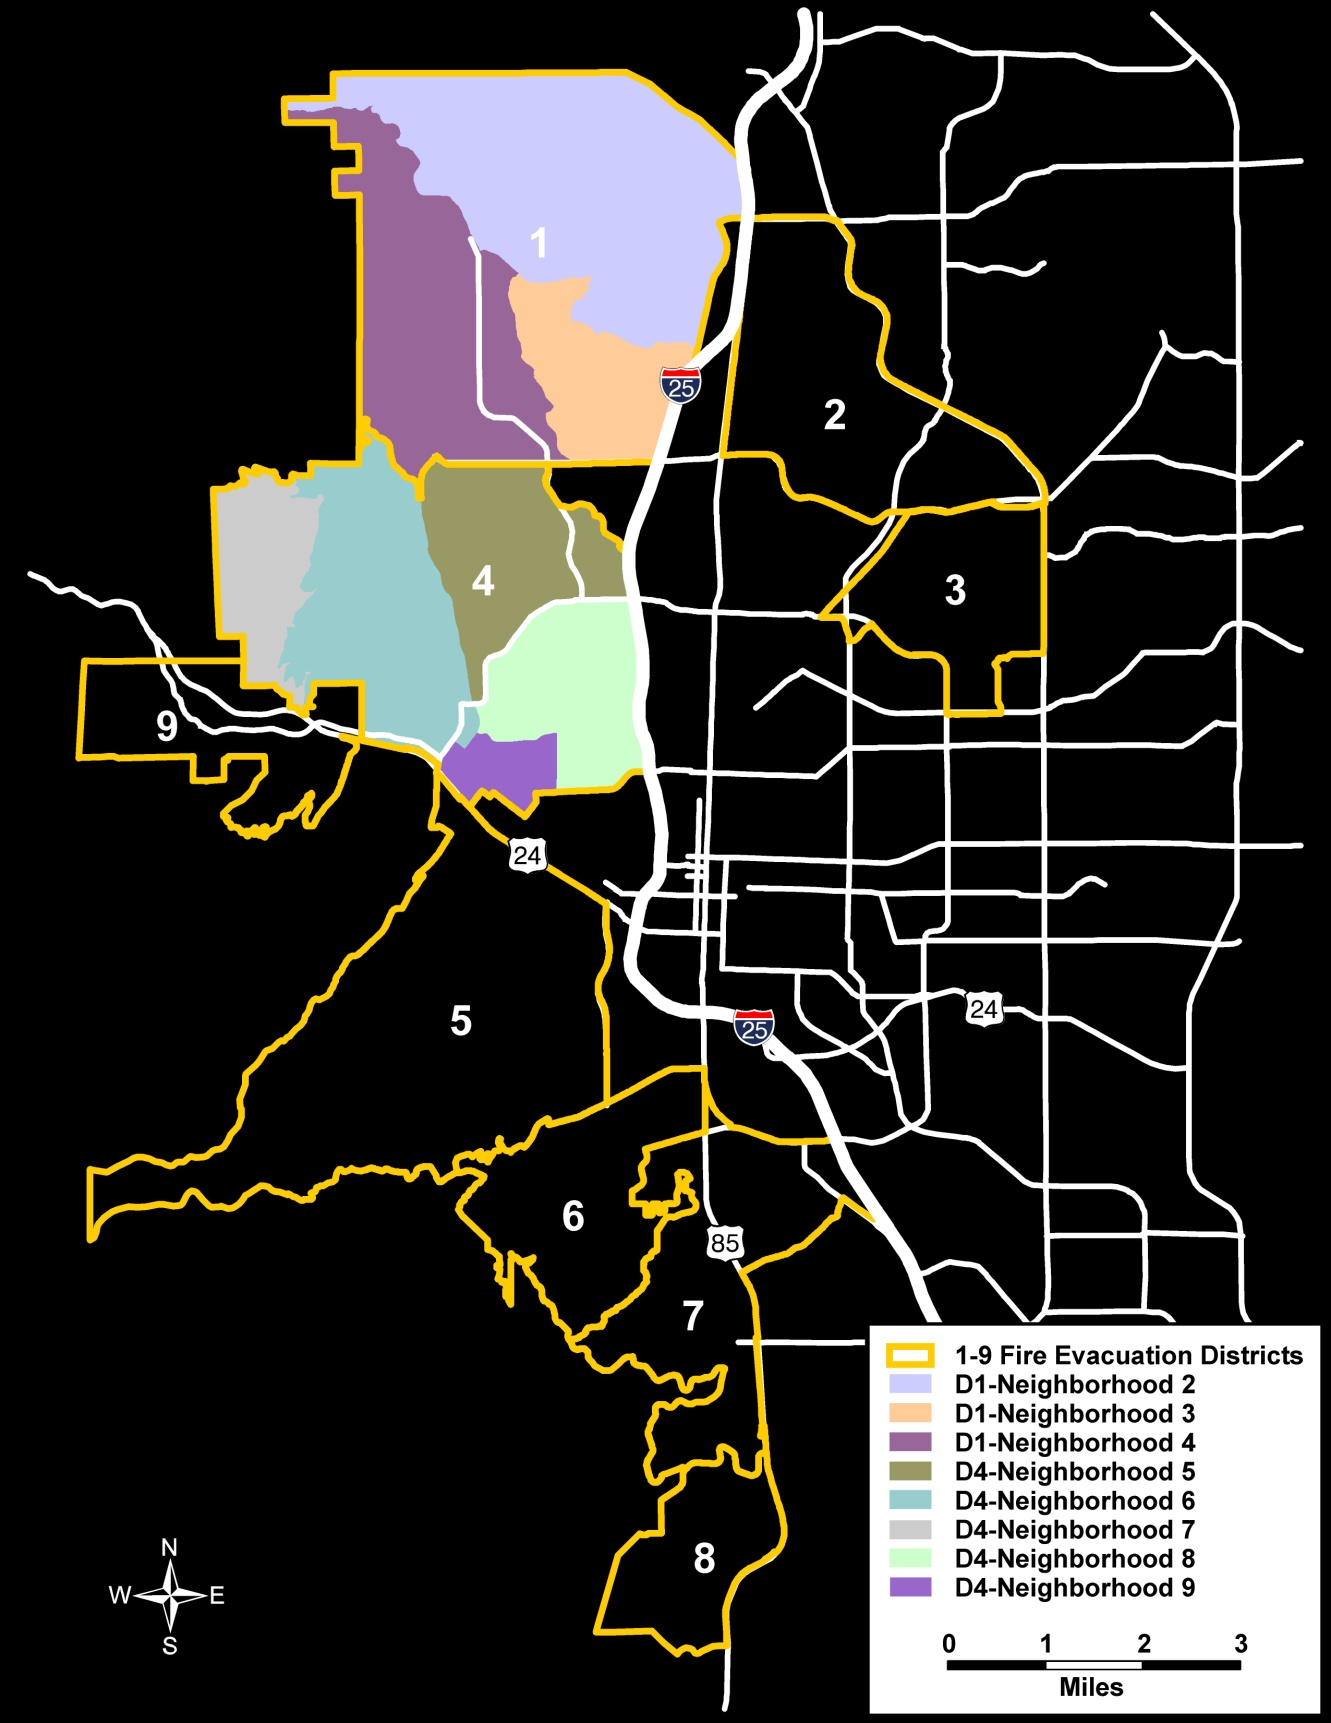 1
25
2
4
3
9
24
5
25
24
6
85
7
1-9 Fire Evacuation Districts
D1-Neighborhood 2
D1-Neighborhood 3
D1-Neighborhood 4
D4-Neighborhood 5
D4-Neighborhood 6
D4-Neighborhood 7
D4-Neighborhood 8
D4-Neighborhood 9
8
N
W E
S
0 1 2 3
Miles